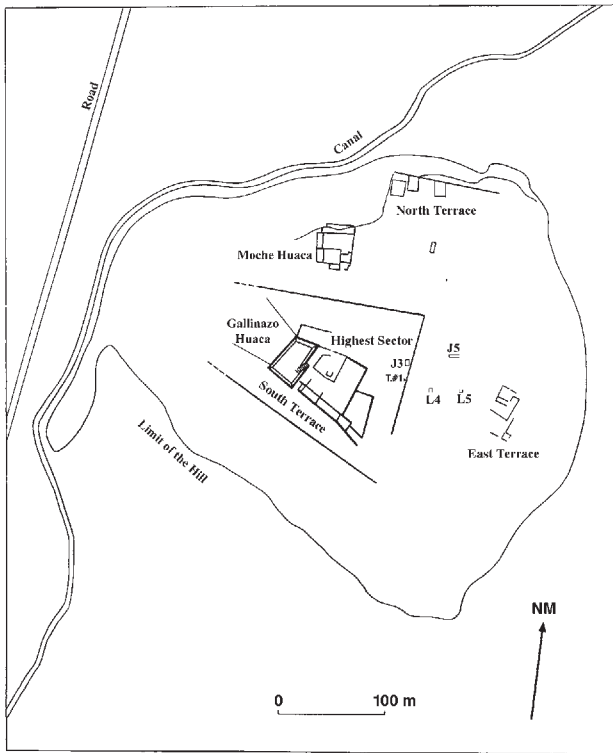 Road
Canal
North Terrace
Moche Huaca
Gallinazo
Huaca
Highest Sector
J3
J5
T.#1
South Terrace
L4
L5
East Terrace
Limit of the Hill
NM
0
100 m